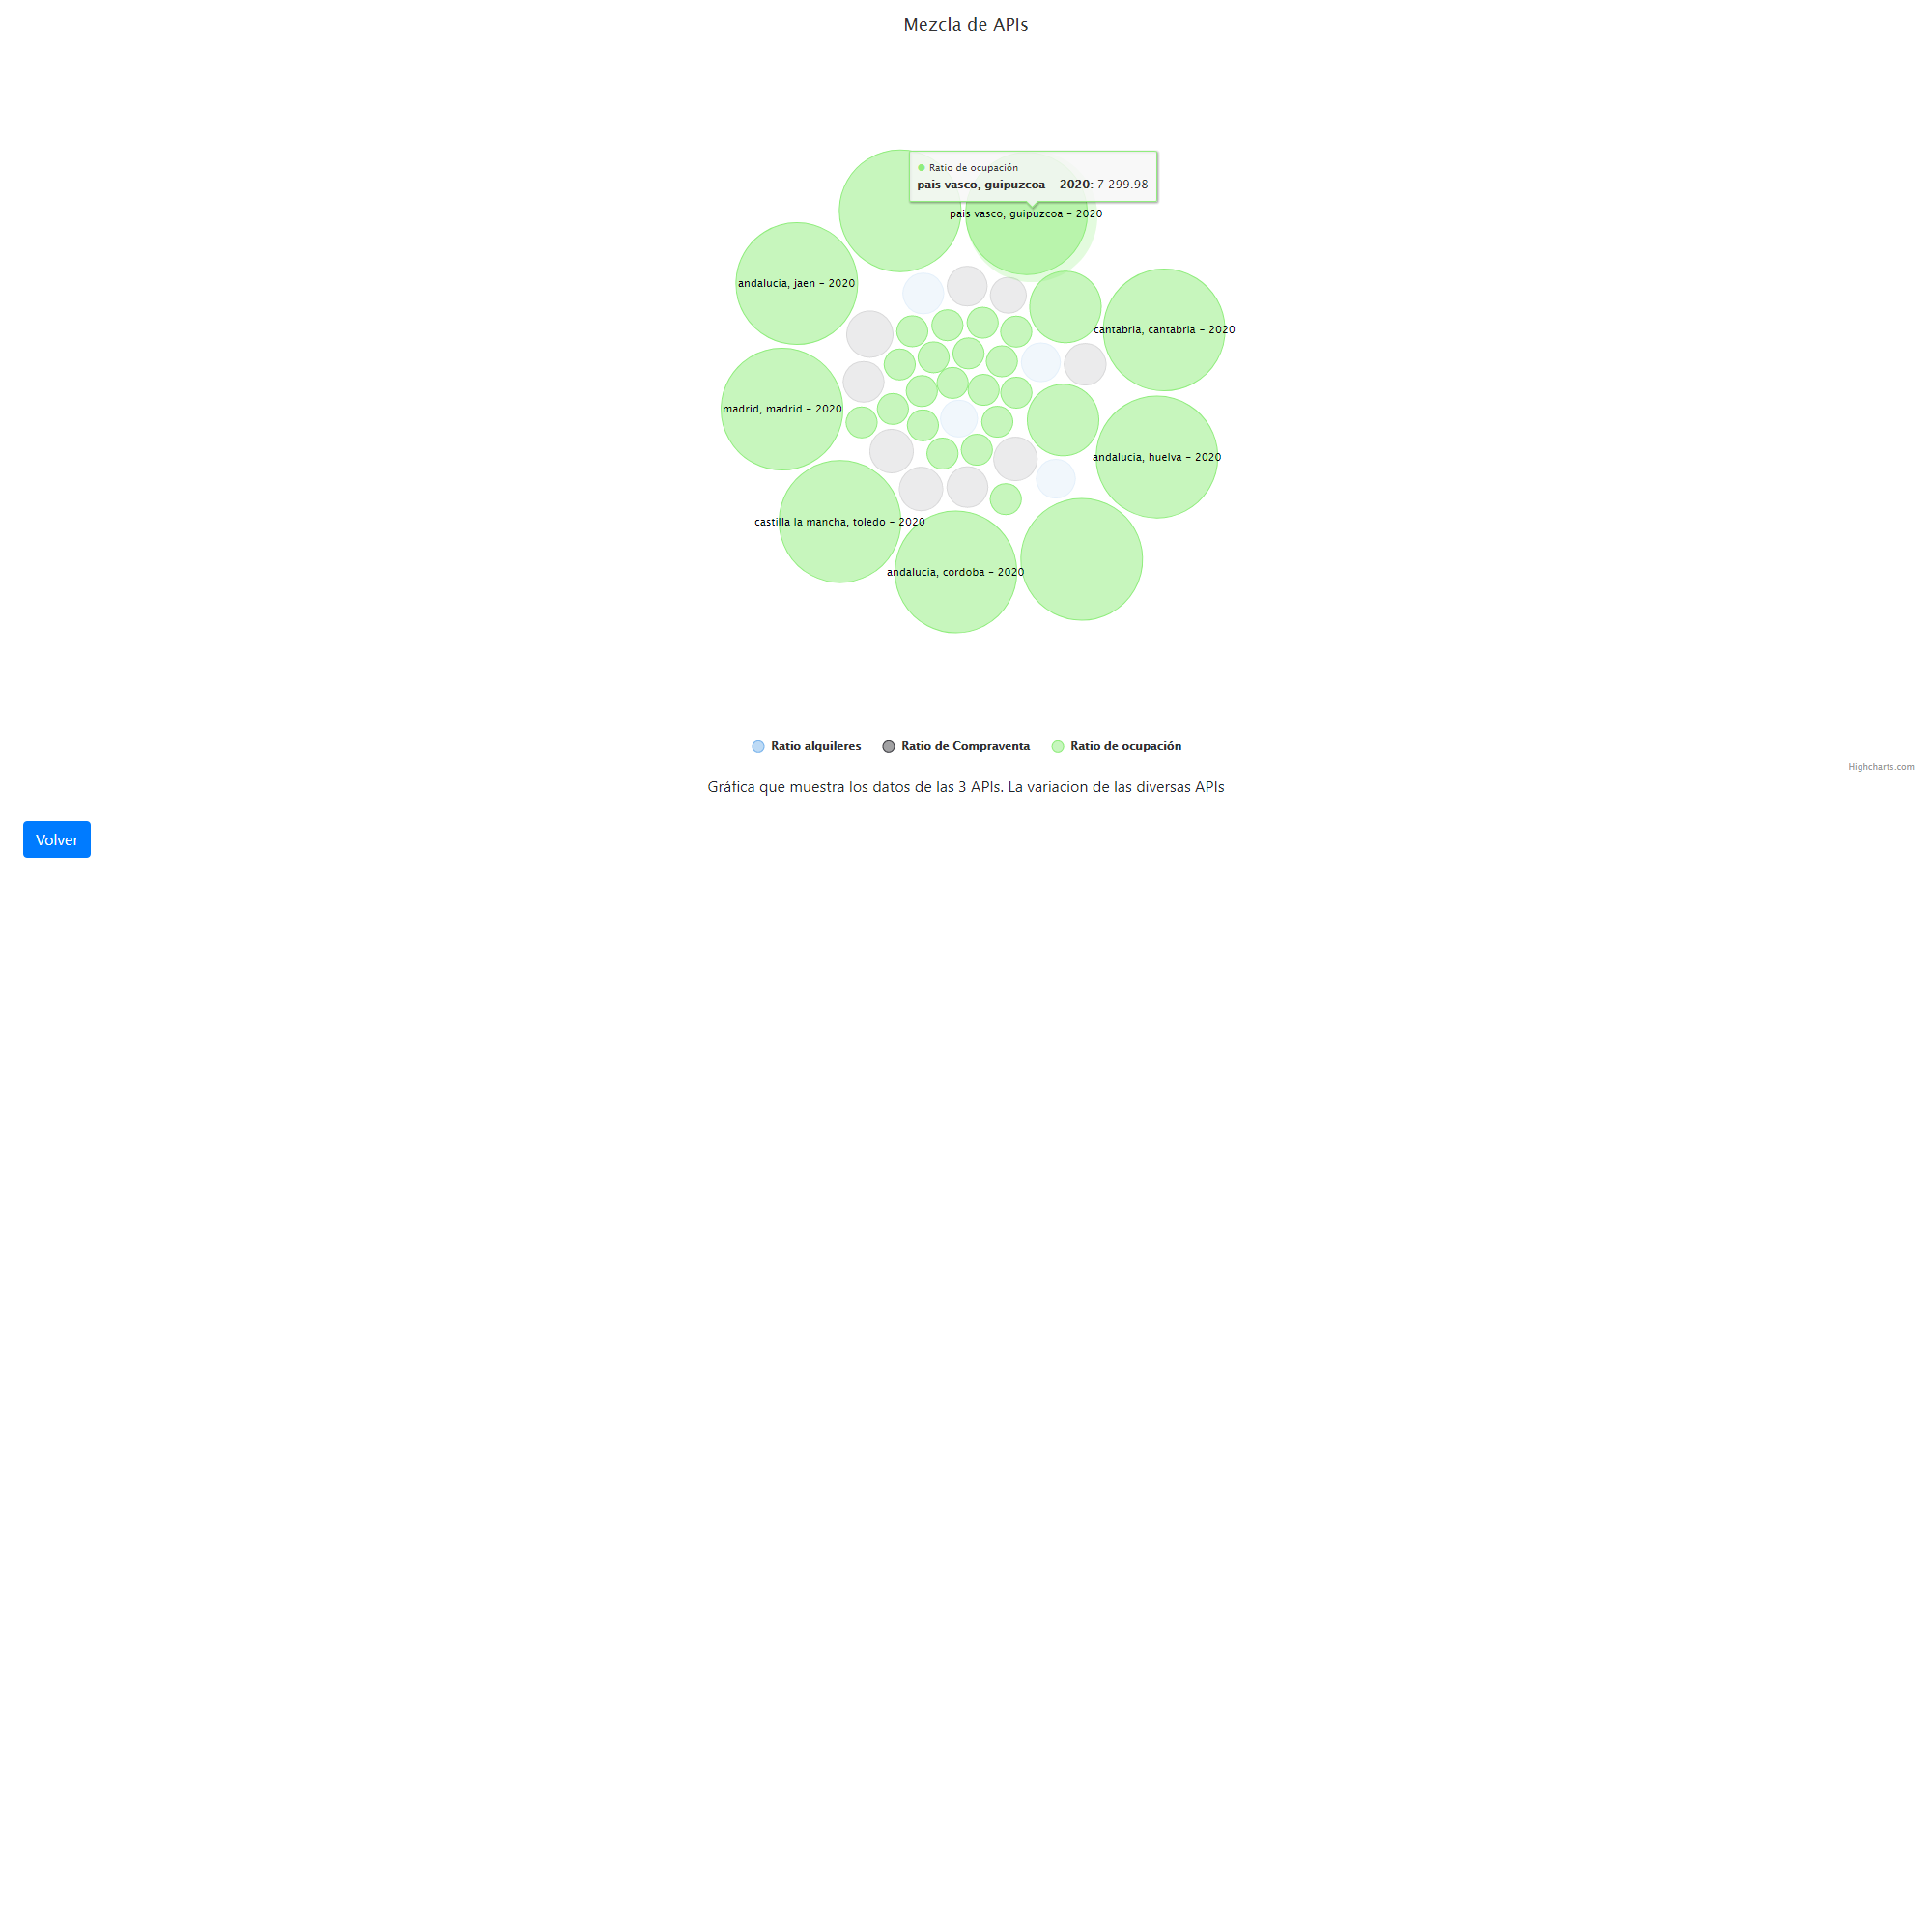 Mezcla de APIs
Ratio de ocupación
pais vasco, guipuzcoa - 2020: 7 299.98
pais vasco, guipuzcoa - 2020
andalucia, jaen - 2020
cantabria, cantabria - 2020
madrid, madrid - 2020
andalucia, huelva - 2020
castilla la mancha, toledo - 2020
andalucia, cordoba - 2020
Ratio alquileres Ratio de Compraventa Ratio de ocupación
Highcharts.com
Gráfica que muestra los datos de las 3 APIs. La variacion de las diversas APIs
Volver